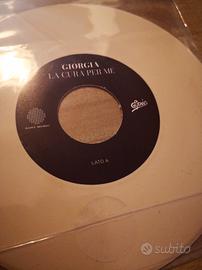 GIORGIA
LA CURA PER ME
Epic
LATO A
subito